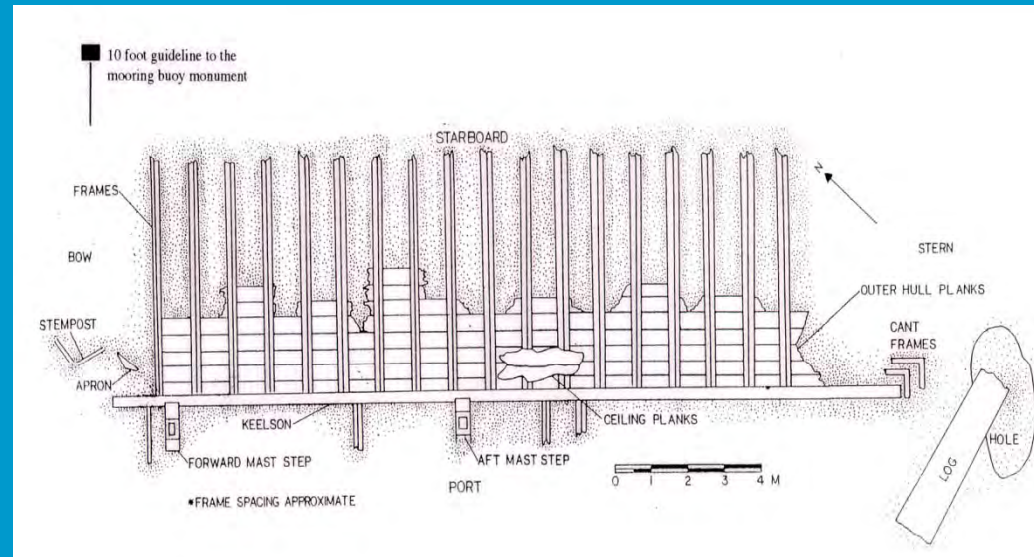 10 foot guideline to the
mooring buoy monument
STARBOARD
FRAMES
N
BOW
STERN
OUTER HULL PLANKS
STEMPOST
CANT
FRAMES
APRON
KEELSON
CEILING PLANKS
HOLE
LOG
FORWARD MAST STEP
AFT MAST STEP
0 1 2 3 4 M
PORT
*FRAME SPACING APPROXIMATE